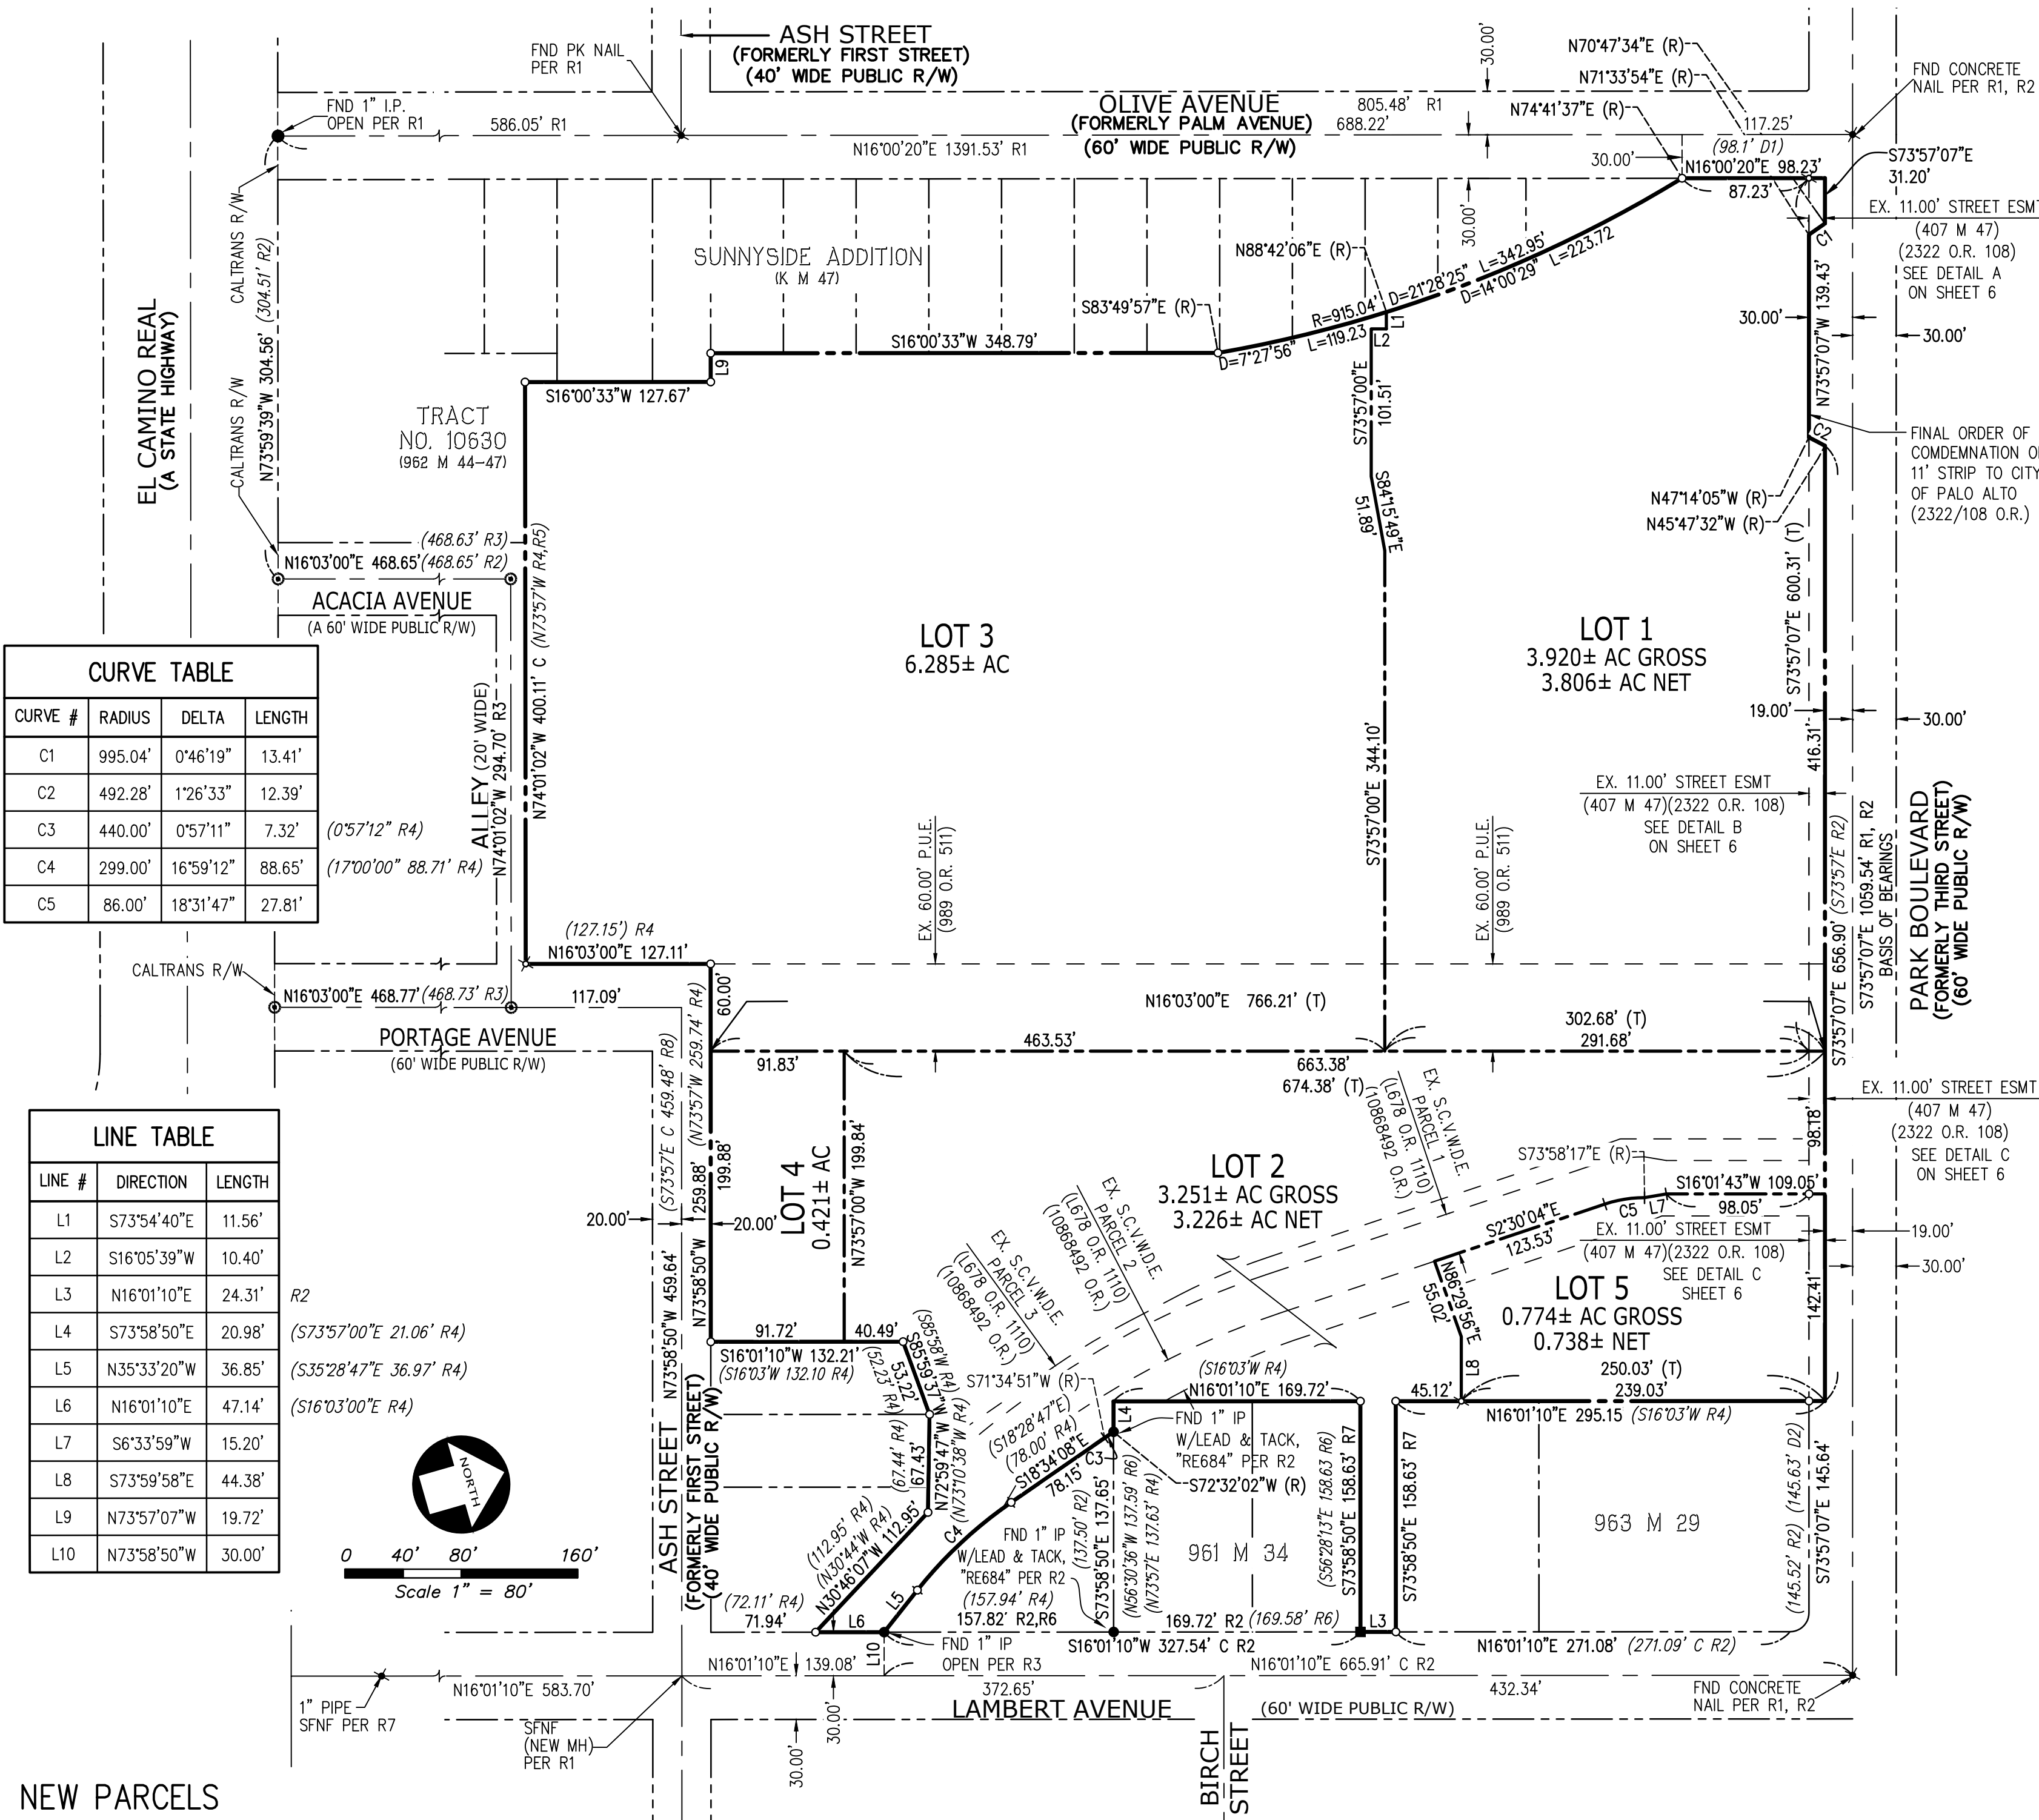 ASH STREET
(FORMERLY FIRST STREET)
(40' WIDE PUBLIC R/W)
FND PK NAIL
PER R1
FND 1" I.P.
OPEN PER R1
586.05' R1
OLIVE AVENUE
(FORMERLY PALM AVENUE)
(60' WIDE PUBLIC R/W)
805.48' R1
688.22'
N16°00'20"E 1391.53' R1
30.00'
30.00'
N70°47'34"E (R)
N71°33'54"E (R)
N74°41'37"E (R)
117.25'
(98.1' D1)
30.00'
N16°00'20"E 98.23'
87.23'
FND CONCRETE
NAIL PER R1, R2
S73°57'07"E
31.20'
EX. 11.00' STREET ESMT
(407 M 47)
(2322 O.R. 108)
SEE DETAIL A
ON SHEET 6
C1
N73°57'07"W 139.43'
30.00'
30.00'
C2
FINAL ORDER OF
11' STRIP TO CITY
OF PALO ALTO
(2322/108 O.R.)
N47°14'05"W (R)
N45°47'32"W (R)
EL CAMINO REAL
(A STATE HIGHWAY)
CALTRANS R/W
CALTRANS R/W
N73°59'39"W 304.56' (304.51' R2)
SUNNYSIDE ADDITION
(K M 47)
N88°42'06"E (R)
S83°49'57"E (R)
R=915.04' D=21°28'25" L=342.95'
D=14°00'29" L=223.72
D=7°27'56" L=119.23
L1
L2
S16°00'33"W 348.79'
L9
S16°00'33"W 127.67'
TRACT
NO. 10630
(962 M 44-47)
S73°57'00"E
101.51'
S84°15'49"E
51.89'
S73°57'00"E 344.10'
(468.63' R3)
N16°03'00"E 468.65' (468.65' R2)
ACACIA AVENUE
(A 60' WIDE PUBLIC R/W)
N74°01'02"W 400.11' C (N73°57'W R4,R5)
ALLEY (20' WIDE)
N74°01'02"W 294.70' R3
LOT 3
6.285± AC
LOT 1
3.920± AC GROSS
3.806± AC NET
S73°57'07"E 600.31' (T)
19.00'
30.00'
416.31'
EX. 11.00' STREET ESMT
(407 M 47)(2322 O.R. 108)
SEE DETAIL B
ON SHEET 6
S73°57'07"E 656.90' (S73°57'E R2)
S73°57'07"E 1059.54' R1, R2
BASIS OF BEARINGS
PARK BOULEVARD
(FORMERLY THIRD STREET)
(60' WIDE PUBLIC R/W)
CURVE TABLE
CURVE # RADIUS DELTA LENGTH
C1 995.04' 0°46'19" 13.41'
C2 492.28' 1°26'33" 12.39'
C3 440.00' 0°57'11" 7.32' (0°57'12" R4)
C4 299.00' 16°59'12" 88.65' (17°00'00" 88.71' R4)
C5 86.00' 18°31'47" 27.81'
EX. 60.00' P.U.E.
(989 O.R. 511)
EX. 60.00' P.U.E.
(989 O.R. 511)
(127.15') R4
N16°03'00"E 127.11'
CALTRANS R/W
N16°03'00"E 468.77' (468.73' R3)
117.09'
PORTAGE AVENUE
(60' WIDE PUBLIC R/W)
60.00'
N16°03'00"E 766.21' (T)
302.68' (T)
291.68'
463.53'
91.83'
663.38'
674.38' (T)
EX. 11.00' STREET ESMT
(407 M 47)
(2322 O.R. 108)
SEE DETAIL C
ON SHEET 6
98.18'
LINE TABLE
LINE # DIRECTION LENGTH
L1 S73°54'40"E 11.56'
L2 S16°05'39"W 10.40'
L3 N16°01'10"E 24.31' R2
L4 S73°58'50"E 20.98' (S73°57'00"E 21.06' R4)
L5 N35°33'20"W 36.85' (S35°28'47"E 36.97' R4)
L6 N16°01'10"E 47.14' (S16°03'00"E R4)
L7 S6°33'59"W 15.20'
L8 S73°59'58"E 44.38'
L9 N73°57'07"W 19.72'
L10 N73°58'50"W 30.00'
(S73°57'E C 459.48' R8)
N73°58'50"W 459.64'
(N73°57'W 259.74' R4)
N73°58'50"W 259.88'
199.88'
20.00'
20.00'
LOT 4
0.421± AC
N73°57'00"W 199.84'
LOT 2
3.251± AC GROSS
3.226± AC NET
EX. S.C.V.W.D.E.
PARCEL 1
(L678 O.R. 1110)
(10868492 O.R.)
EX. S.C.V.W.D.E.
PARCEL 2
(L678 O.R. 1110)
(10868492 O.R.)
EX. S.C.V.W.D.E.
PARCEL 3
(L678 O.R. 1110)
(10868492 O.R.)
S73°58'17"E (R)
S16°01'43"W 109.05'
98.05'
C5
L7
S2°30'04"E
123.53'
EX. 11.00' STREET ESMT
(407 M 47)(2322 O.R. 108)
SEE DETAIL C
SHEET 6
19.00'
30.00'
LOT 5
0.774± AC GROSS
0.738± NET
N86°29'56"E
55.02'
L8
142.41'
250.03' (T)
239.03'
45.12'
N16°01'10"E 295.15 (S16°03'W R4)
91.72'
40.49'
S16°01'10"W 132.21'
(S16°03'W 132.10 R4)
(S85°58'W R4)
S85°59'37"W
53.22'
(52.23' R4)
S71°34'51"W (R)
(S16°03'W R4)
N16°01'10"E 169.72'
L4
FND 1" IP
W/LEAD & TACK,
"RE684" PER R2
S72°32'02"W (R)
(S18°28'47"E)
(78.00' R4)
S18°34'08"E
78.15'
C3
67.43'
(67.44' R4)
N72°59'47"W
(N73°10'38"W R4)
(112.95' R4)
(N30°44'W R4)
N30°46'07"W 112.95'
C4
L5
FND 1" IP
W/LEAD & TACK,
"RE684" PER R2
(157.94' R4)
157.82' R2,R6
(137.50' R2)
S73°58'50"E 137.65'
(N56°30'36"W 137.59' R6)
(N73°57'E 137.63' R4)
961 M 34
(S56°28'13"E 158.63 R6)
S73°58'50"E 158.63' R7
S73°58'50"E 158.63' R7
963 M 29
(145.52' R2) (145.63' D2)
S73°57'07"E 145.64'
ASH STREET
(FORMERLY FIRST STREET)
(40' WIDE PUBLIC R/W)
NORTH
0 40' 80' 160'
Scale 1" = 80'
(72.11' R4)
71.94'
L6
L10
FND 1" IP
OPEN PER R3
169.72' R2 (169.58' R6)
S16°01'10"W 327.54' C R2
L3
N16°01'10"E 271.08' (271.09' C R2)
N16°01'10"E 139.08'
N16°01'10"E 665.91' C R2
N16°01'10"E 583.70'
1" PIPE
SFNF PER R7
SFNF
(NEW MH)
PER R1
372.65'
432.34'
LAMBERT AVENUE
(60' WIDE PUBLIC R/W)
FND CONCRETE
NAIL PER R1, R2
30.00'
30.00'
BIRCH
STREET
NEW PARCELS